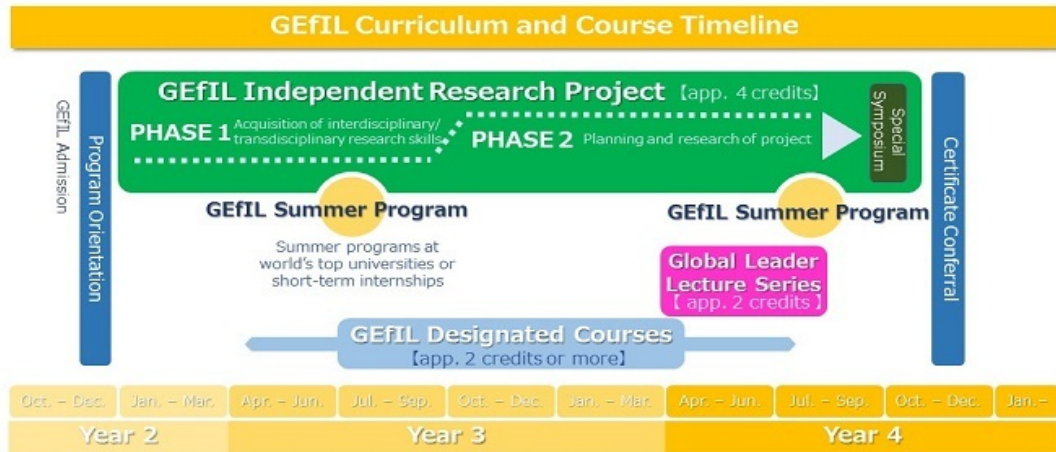 GEfIL Curriculum and Course Timeline
GEfIL Admission
Program Orientation
GEfIL Independent Research Project 【app. 4 credits】
PHASE 1
Acquisition of interdisciplinary/
transdisciplinary research skills
PHASE 2
Planning and research of project
Special
Symposium
Certificate Conferral
GEfIL Summer Program
Summer programs at
world's top universities or
short-term internships
GEfIL Summer Program
Global Leader
Lecture Series
【 app. 2 credits 】
GEfIL Designated Courses
【app. 2 credits or more】
Oct. – Dec. Jan. – Mar. Apr. – Jun. Jul. – Sep. Oct. – Dec. Jan. – Mar. Apr. – Jun. Jul. – Sep. Oct. – Dec. Jan. –
Year 2 Year 3 Year 4